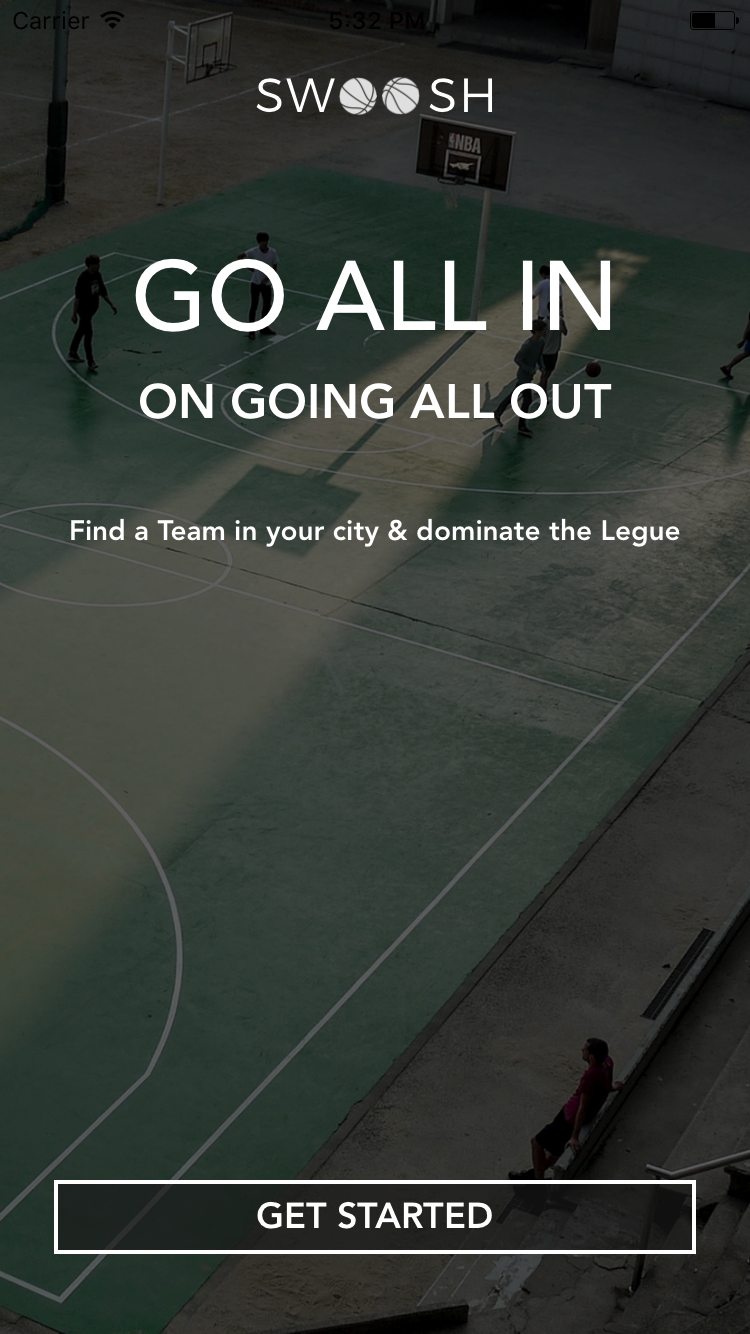 Carrier 5:32 PM
SWOOSH
NBA
GO ALL IN
ON GOING ALL OUT
Find a Team in your city & dominate the Legue
GET STARTED